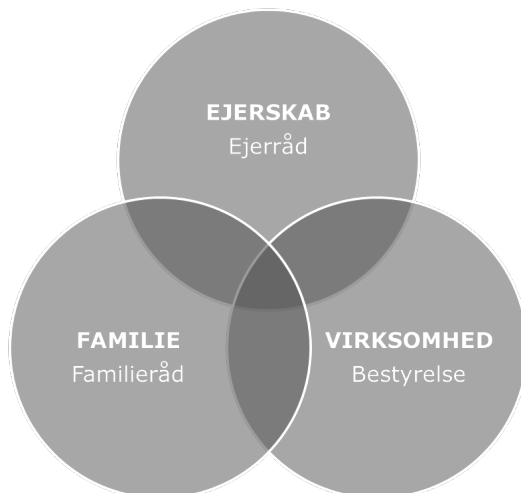 EJERSKAB
Ejerråd
FAMILIE
Familieråd
VIRKSOMHED
Bestyrelse